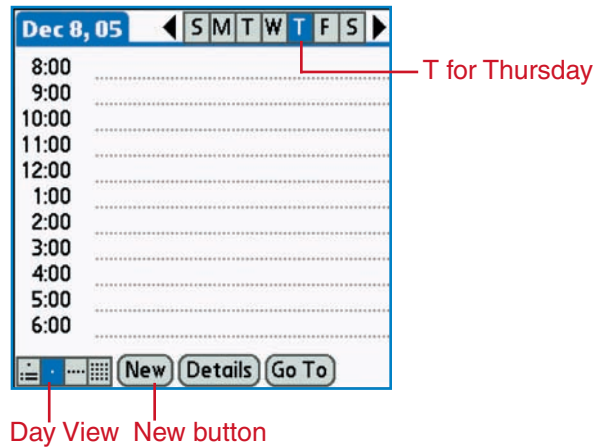 Dec 8, 05 S M T W T F S
T for Thursday
8:00
9:00
10:00
11:00
12:00
1:00
2:00
3:00
4:00
5:00
6:00
New Details Go To
Day View New button